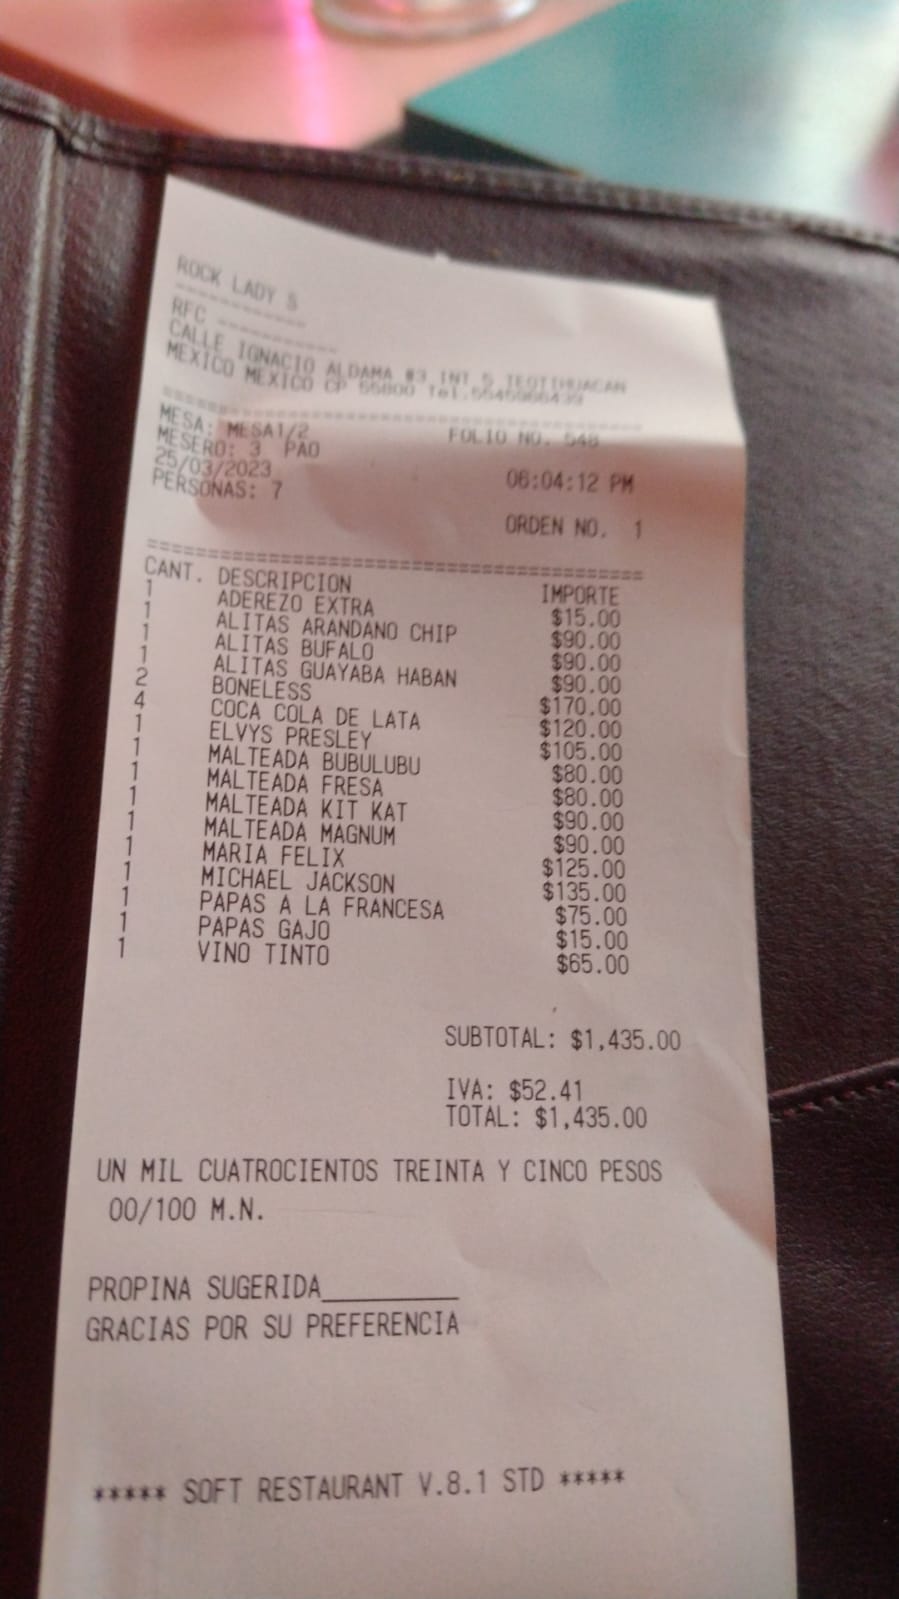 ROCK LADY S
------------
RFC ------------
CALLE IGNACIO ALDAMA #3 INT 5 TEOTIHUACAN
MEXICO MEXICO CP 55800 Tel.5545966439
MESA: MESA1/2 FOLIO NO. 548
MESERO: 3 PAO
25/03/2023 06:04:12 PM
PERSONAS: 7
ORDEN NO. 1
CANT. DESCRIPCION IMPORTE
1 ADEREZO EXTRA $15.00
1 ALITAS ARANDANO CHIP $90.00
1 ALITAS BUFALO $90.00
1 ALITAS GUAYABA HABAN $90.00
2 BONELESS $170.00
4 COCA COLA DE LATA $120.00
1 ELVYS PRESLEY $105.00
1 MALTEADA BUBULUBU $80.00
1 MALTEADA FRESA $80.00
1 MALTEADA KIT KAT $90.00
1 MALTEADA MAGNUM $90.00
1 MARIA FELIX $125.00
1 MICHAEL JACKSON $135.00
1 PAPAS A LA FRANCESA $75.00
1 PAPAS GAJO $15.00
1 VINO TINTO $65.00
SUBTOTAL: $1,435.00
IVA: $52.41
TOTAL: $1,435.00
UN MIL CUATROCIENTOS TREINTA Y CINCO PESOS
00/100 M.N.
PROPINA SUGERIDA_________
GRACIAS POR SU PREFERENCIA
***** SOFT RESTAURANT V.8.1 STD *****